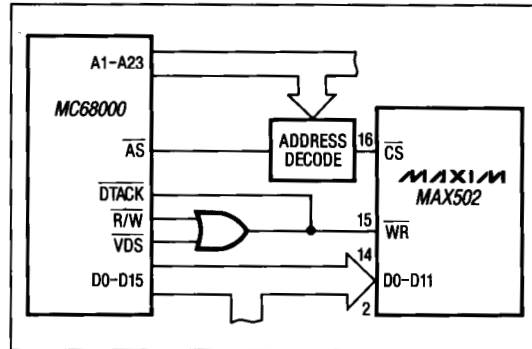 A1-A23
MC68000
ADDRESS
DECODE
16
CS
AS
MAXIM
MAX502
DTACK
R/W
15
WR
VDS
14
D0-D15
D0-D11
2